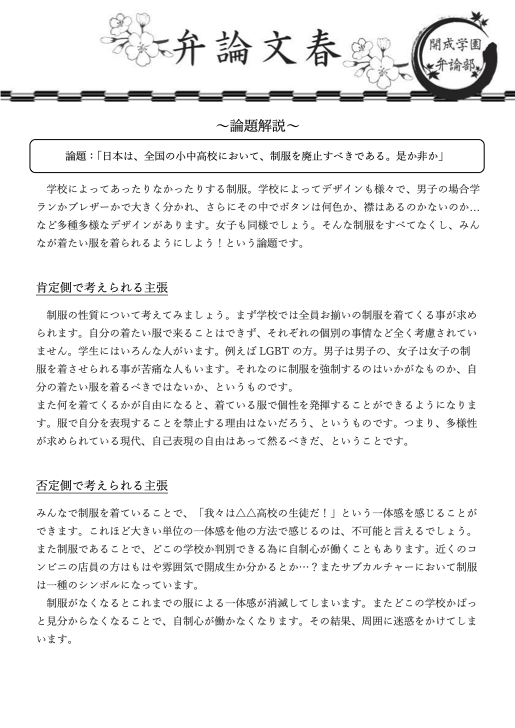 弁論文春
開成学園
弁論部
～論題解説～
論題：「日本は、全国の小中高校において、制服を廃止すべきである。是か非か」
学校によってあったりなかったりする制服。学校によってデザインも様々で、男子の場合学
ランかブレザーかで大きく分かれ、さらにその中でボタンは何色か、襟はあるのかないのか…
など多種多様なデザインがあります。女子も同様でしょう。そんな制服をすべてなくし、みん
なが着たい服を着られるようにしよう！という論題です。
肯定側で考えられる主張
制服の性質について考えてみましょう。まず学校では全員お揃いの制服を着てくる事が求め
られます。自分の着たい服で来ることはできず、それぞれの個別の事情など全く考慮されてい
ません。学生にはいろんな人がいます。例えば LGBT の方。男子は男子の、女子は女子の制
服を着させられる事が苦痛な人もいます。それなのに制服を強制するのはいかがなものか、自
分の着たい服を着るべきではないか、というものです。
また何を着てくるかが自由になると、着ている服で個性を発揮することができるようになりま
す。服で自分を表現することを禁止する理由はないだろう、というものです。つまり、多様性
が求められている現代、自己表現の自由はあって然るべきだ、ということです。
否定側で考えられる主張
みんなで制服を着ていることで、「我々は△△高校の生徒だ！」という一体感を感じることが
できます。これほど大きい単位の一体感を他の方法で感じるのは、不可能と言えるでしょう。
また制服であることで、どこの学校か判別できる為に自制心が働くこともあります。近くのコ
ンビニの店員の方はもはや雰囲気で開成生か分かるとか…？またサブカルチャーにおいて制服
は一種のシンボルになっています。
制服がなくなるとこれまでの服による一体感が消滅してしまいます。またどこの学校かぱっ
と見分からなくなることで、自制心が働かなくなります。その結果、周囲に迷惑をかけてしま
います。